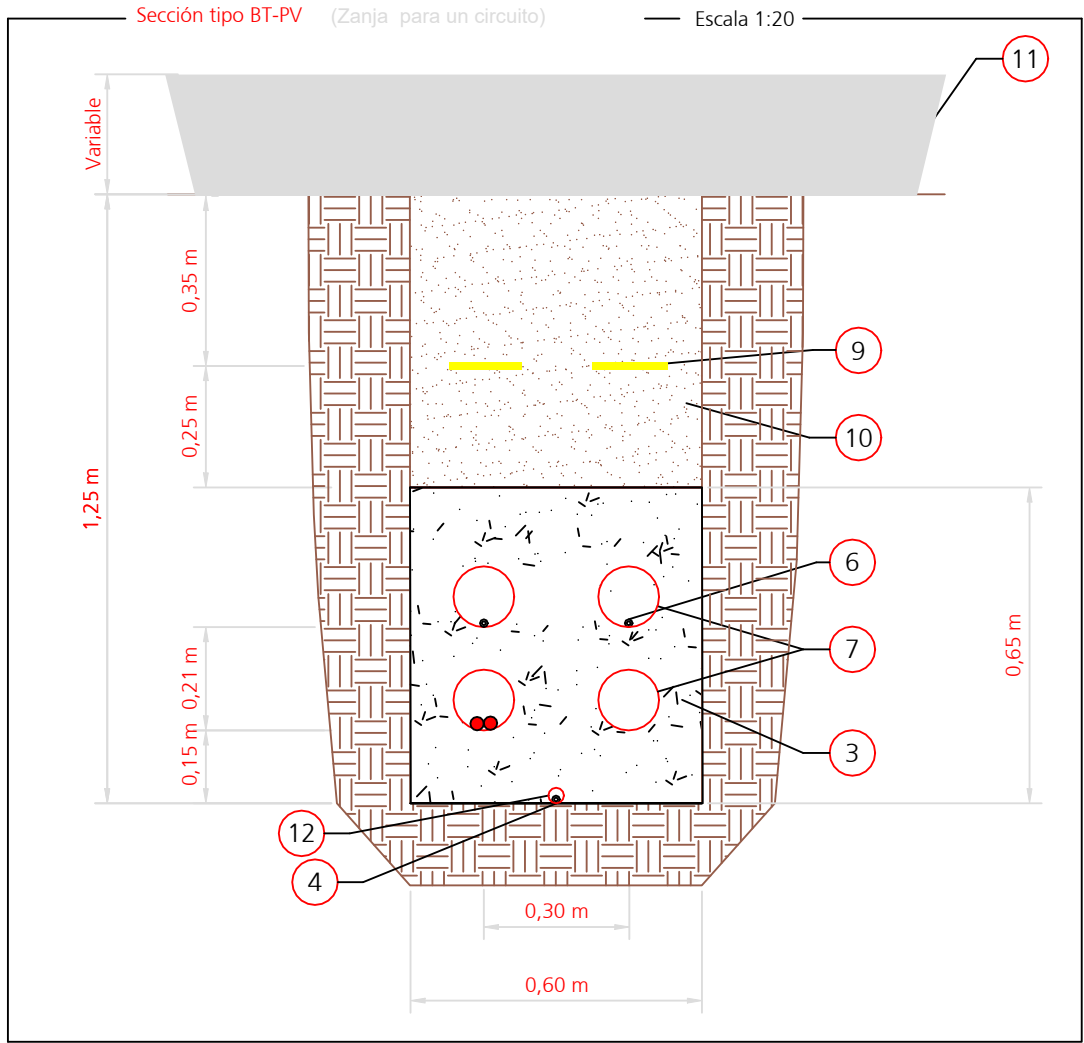 Sección tipo BT-PV (Zanja para un circuito) Escala 1:20
11
Variable
0,35 m
9
0,25 m
10
1,25 m
6
7
0,65 m
0,21 m
3
0,15 m
12
4
0,30 m
0,60 m